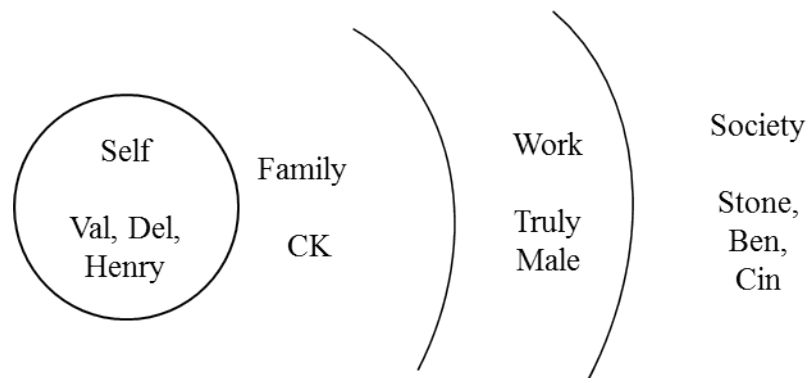 Self
Val, Del,
Henry
Family
CK
Work
Truly
Male
Society
Stone,
Ben,
Cin